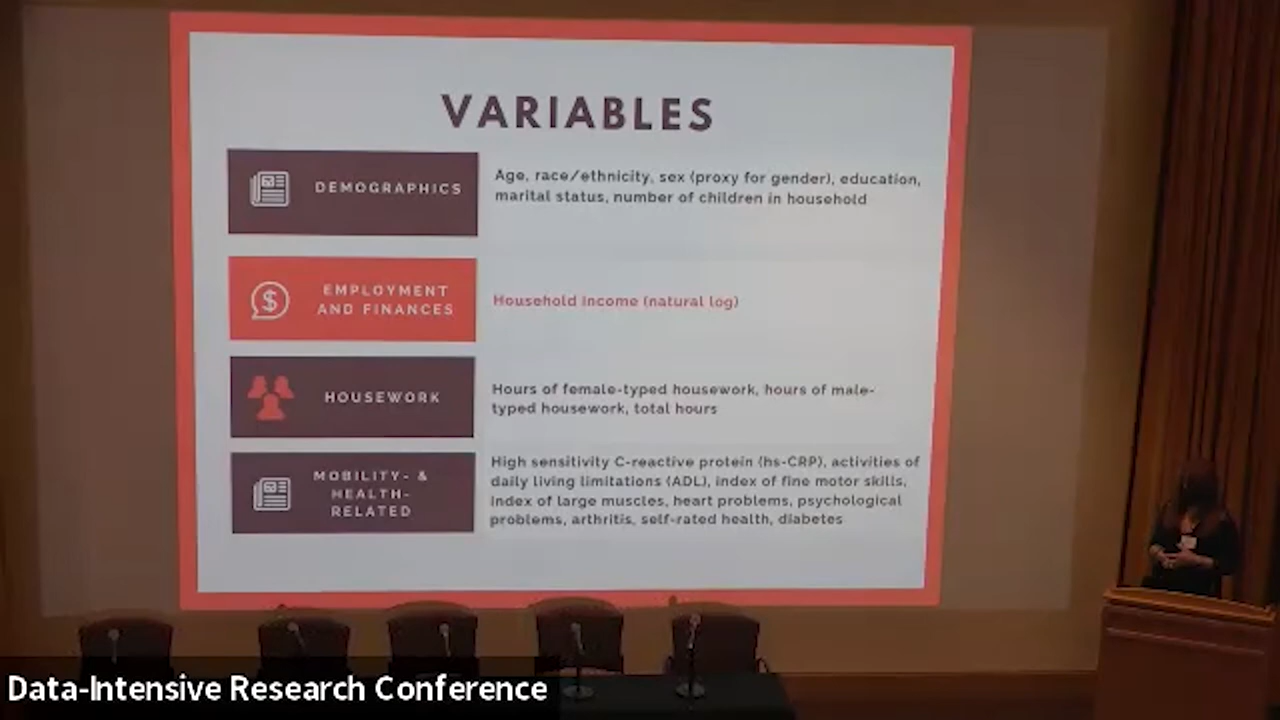 VARIABLES
DEMOGRAPHICS
Age, race/ethnicity, sex (proxy for gender), education,
marital status, number of children in household
EMPLOYMENT
AND FINANCES
Household income (natural log)
HOUSEWORK
Hours of female-typed housework, hours of male-
typed housework, total hours
MOBILITY- &
HEALTH-
RELATED
High sensitivity C-reactive protein (hs-CRP), activities of
daily living limitations (ADL), index of fine motor skills,
index of large muscles, heart problems, psychological
problems, arthritis, self-rated health, diabetes
Data-Intensive Research Conference